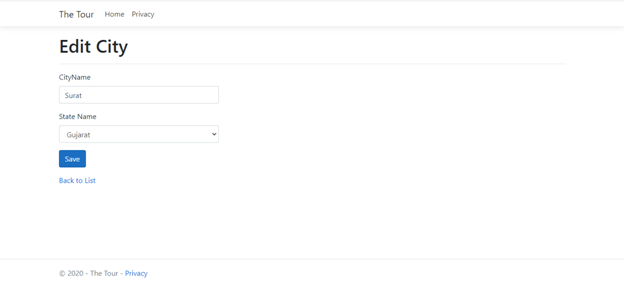 The Tour Home Privacy
Edit City
CityName
Surat
State Name
Gujarat
Save
Back to List
© 2020 - The Tour - Privacy